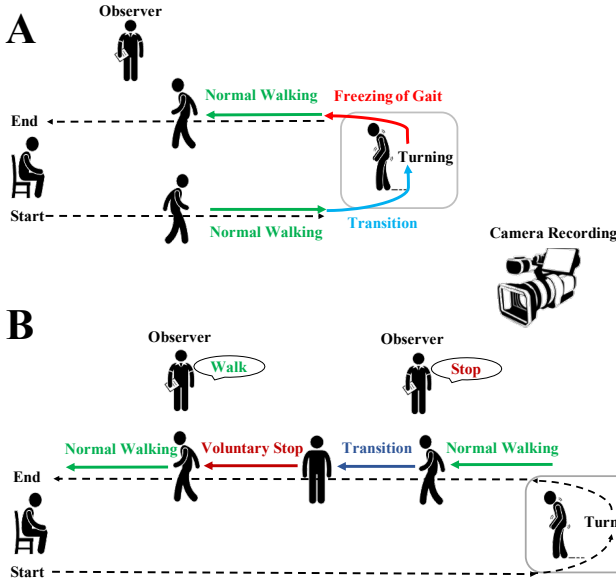 A
Observer
Normal Walking
Freezing of Gait
End
Turning
Start
Normal Walking
Transition
Camera Recording
B
Observer
Observer
Walk
Stop
Normal Walking
Voluntary Stop
Transition
Normal Walking
End
Turn
Start